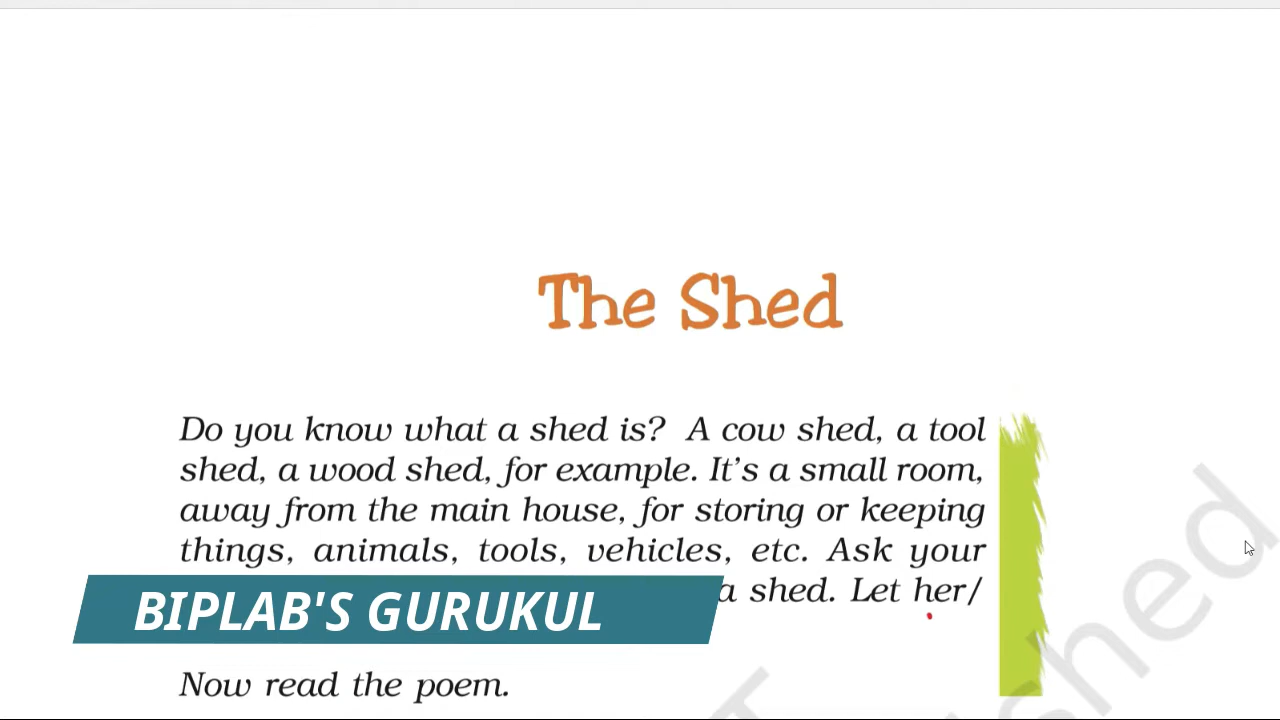 The Shed
Do you know what a shed is? A cow shed, a tool
shed, a wood shed, for example. It's a small room,
away from the main house, for storing or keeping
things, animals, tools, vehicles, etc. Ask your
a shed. Let her/
BIPLAB'S GURUKUL
Now read the poem.
shed